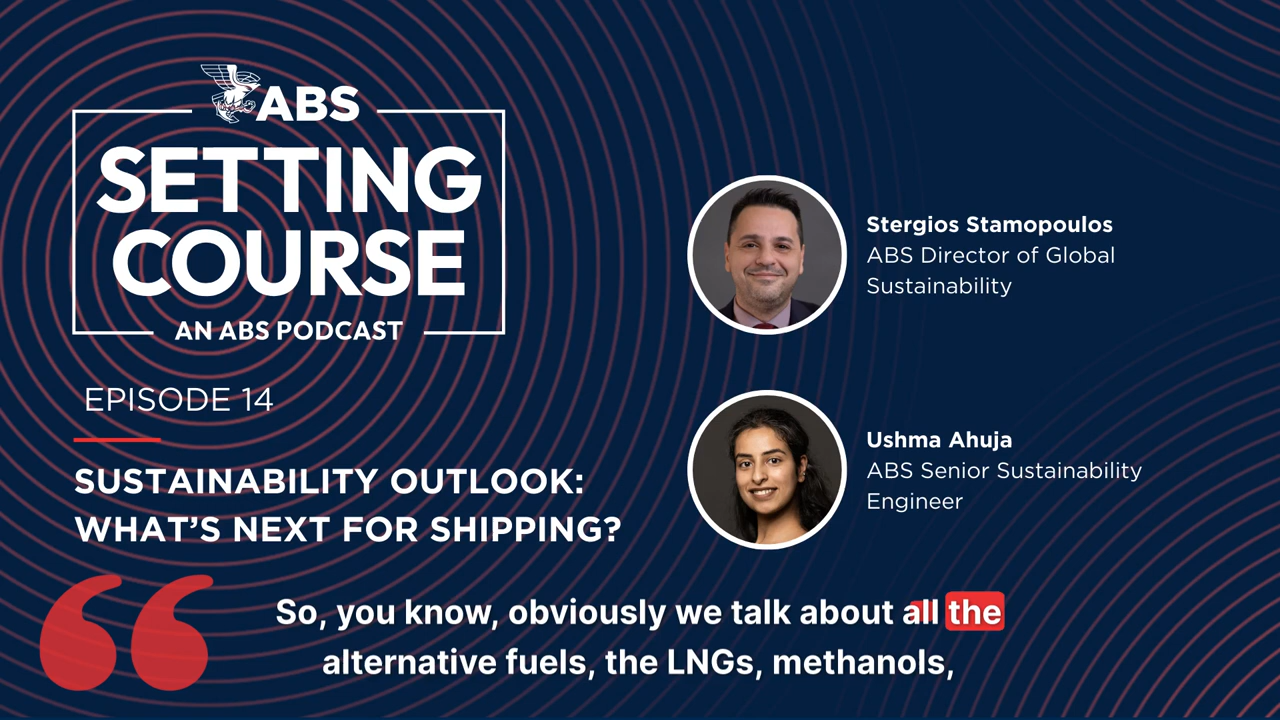 ABS
SETTING
COURSE
AN ABS PODCAST
EPISODE 14
SUSTAINABILITY OUTLOOK:
WHAT'S NEXT FOR SHIPPING?
Stergios Stamopoulos
ABS Director of Global
Sustainability
Ushma Ahuja
ABS Senior Sustainability
Engineer
So, you know, obviously we talk about all the
alternative fuels, the LNGs, methanols,